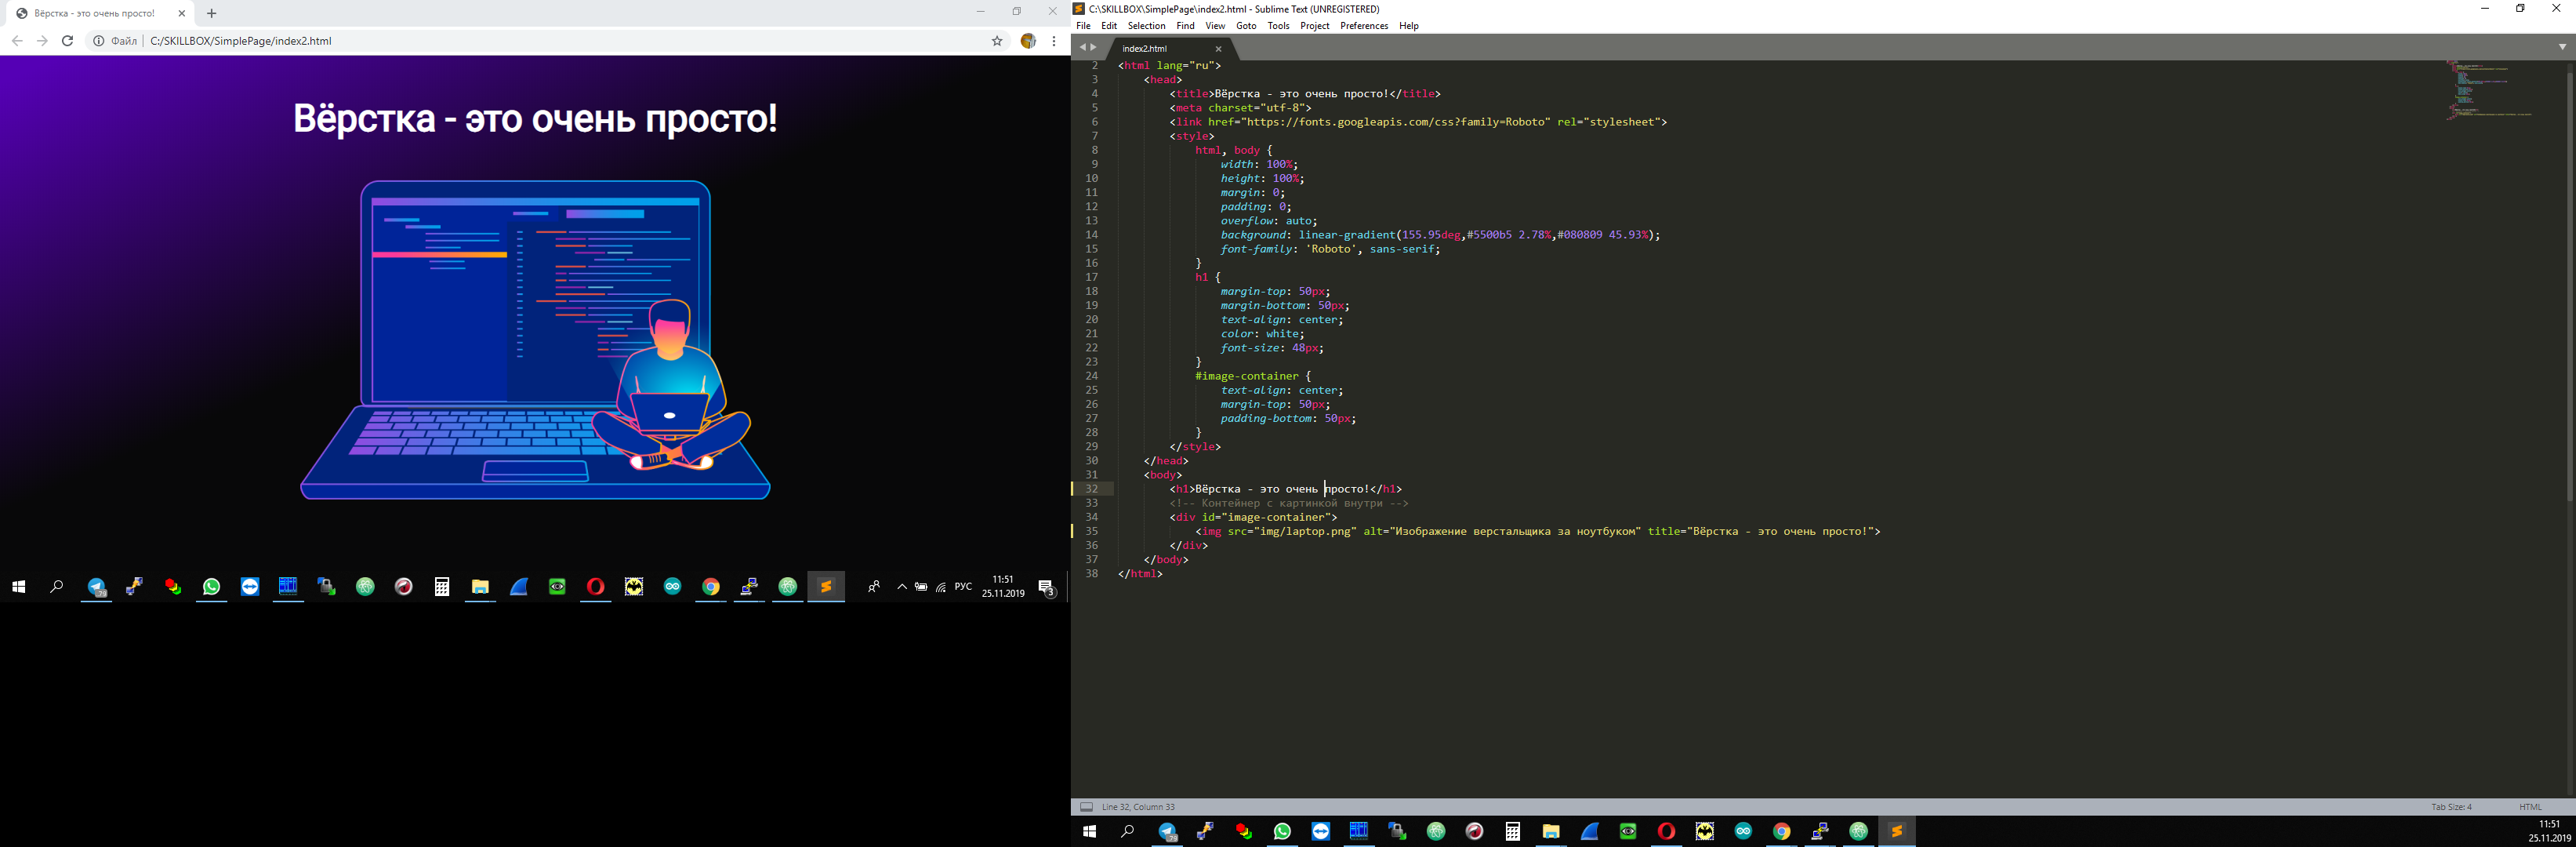 Вёрстка - это очень просто!
Файл
C:/SKILLBOX/SimplePage/index2.html
Вёрстка - это очень просто!
79
РУС
11:51
25.11.2019
3
C:\SKILLBOX\SimplePage\index2.html - Sublime Text (UNREGISTERED)
File Edit Selection Find View Goto Tools Project Preferences Help
index2.html
2 <html lang="ru">
3 <head>
4 <title>Вёрстка - это очень просто!</title>
5 <meta charset="utf-8">
6 <link href="https://fonts.googleapis.com/css?family=Roboto" rel="stylesheet">
7 <style>
8 html, body {
9 width: 100%;
10 height: 100%;
11 margin: 0;
12 padding: 0;
13 overflow: auto;
14 background: linear-gradient(155.95deg,#5500b5 2.78%,#080809 45.93%);
15 font-family: 'Roboto', sans-serif;
16 }
17 h1 {
18 margin-top: 50px;
19 margin-bottom: 50px;
20 text-align: center;
21 color: white;
22 font-size: 48px;
23 }
24 #image-container {
25 text-align: center;
26 margin-top: 50px;
27 padding-bottom: 50px;
28 }
29 </style>
30 </head>
31 <body>
32 <h1>Вёрстка - это очень просто!</h1>
33 <!-- Контейнер с картинкой внутри -->
34 <div id="image-container">
35 <img src="img/laptop.png" alt="Изображение верстальщика за ноутбуком" title="Вёрстка - это очень просто!">
36 </div>
37 </body>
38 </html>
Line 32, Column 33
Tab Size: 4
HTML
79
11:51
25.11.2019